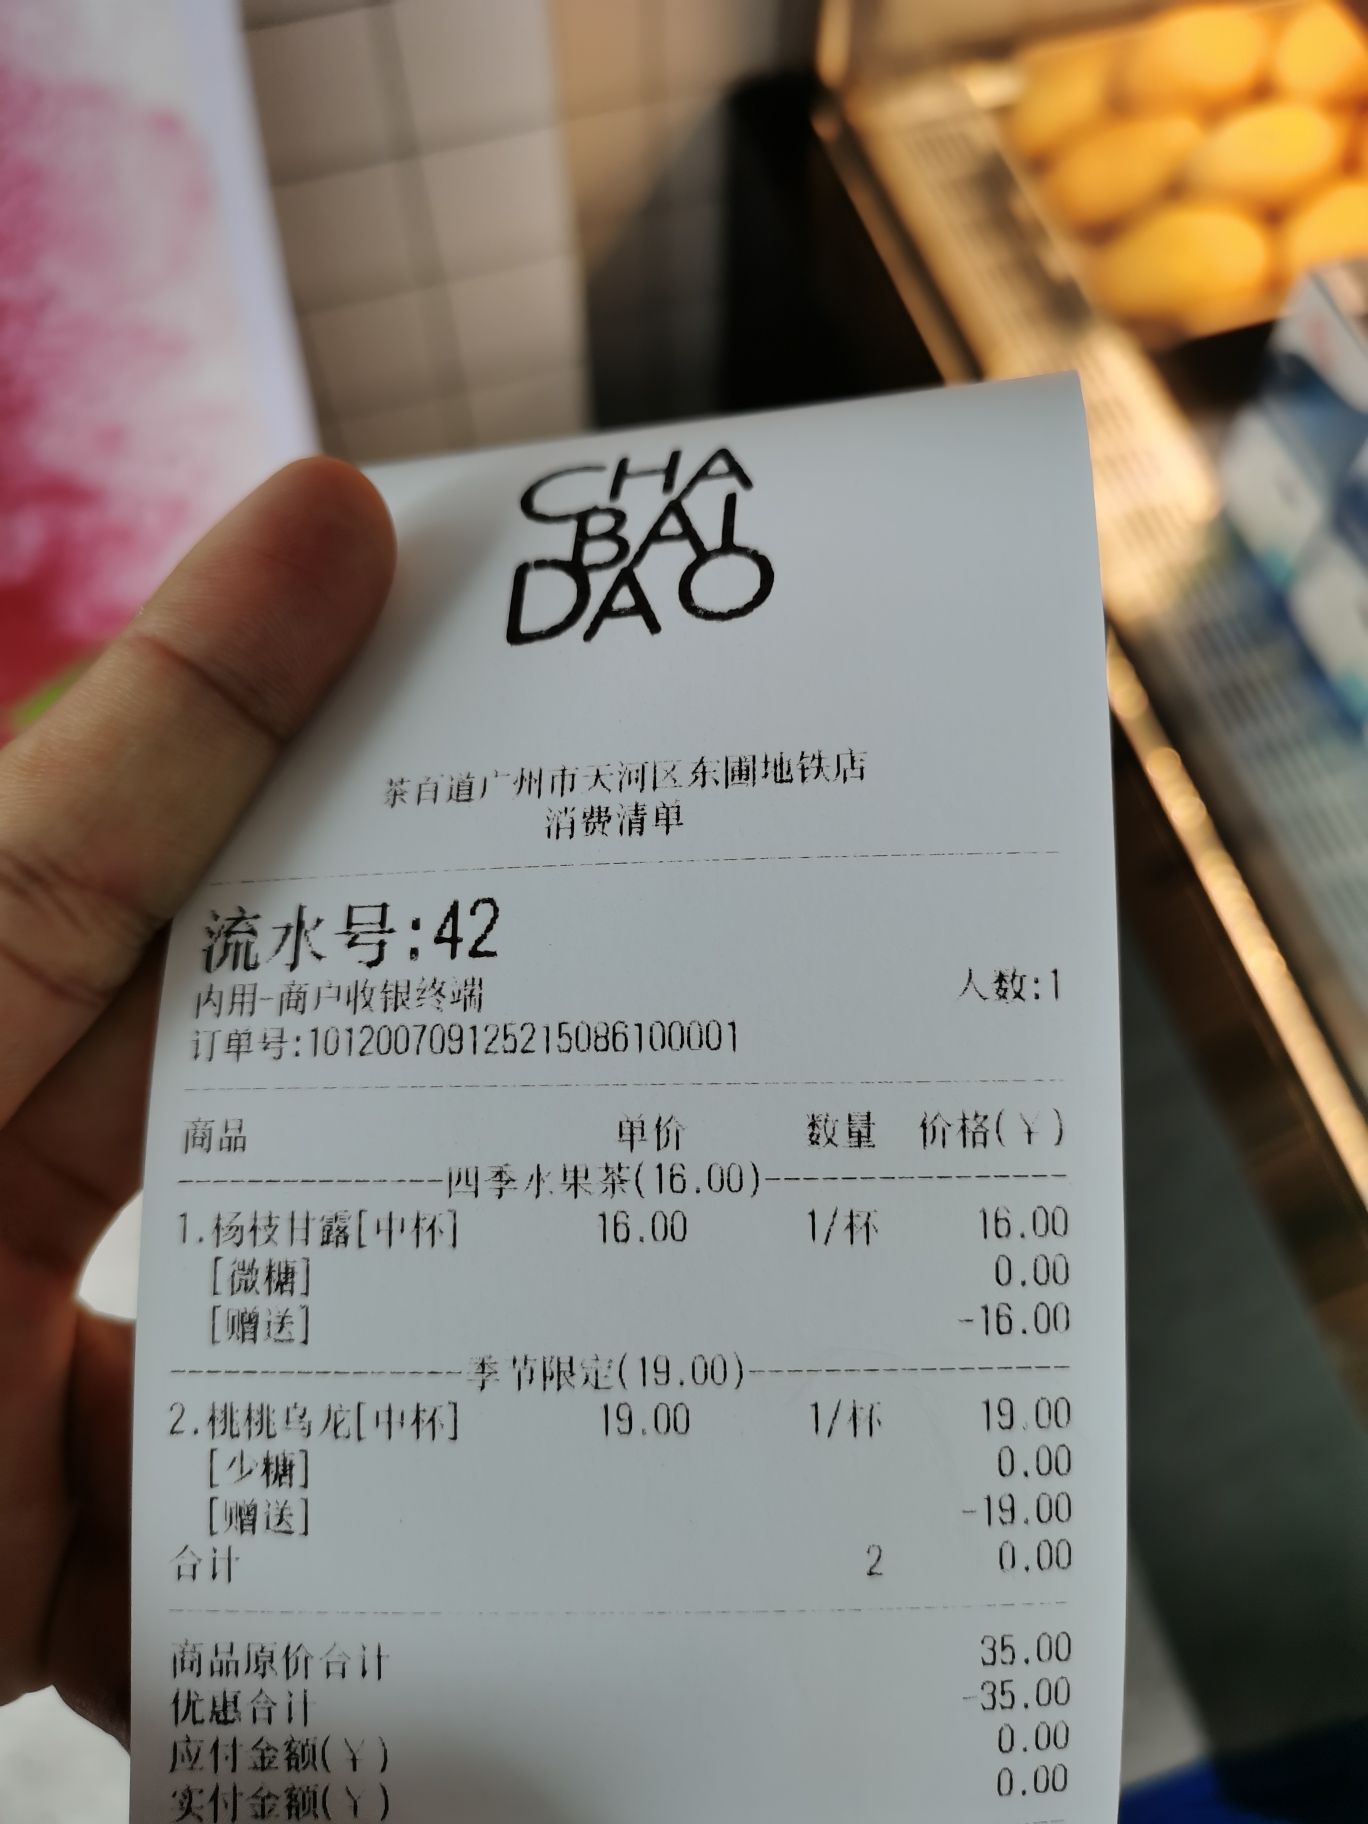 CHA
BAI
DAO
茶百道广州市天河区东圃地铁店
消费清单
流水号:42
内用-商户收银终端 人数:1
订单号:101200709125215086100001
商品 单价 数量 价格(￥)
----------------四季水果茶(16.00)------------------
1.杨枝甘露[中杯] 16.00 1/杯 16.00
[微糖] 0.00
[赠送] -16.00
-----------------季节限定(19.00)-------------------
2.桃桃乌龙[中杯] 19.00 1/杯 19.00
[少糖] 0.00
[赠送] -19.00
合计 2 0.00
商品原价合计 35.00
优惠合计 -35.00
应付金额(￥) 0.00
实付金额(￥) 0.00